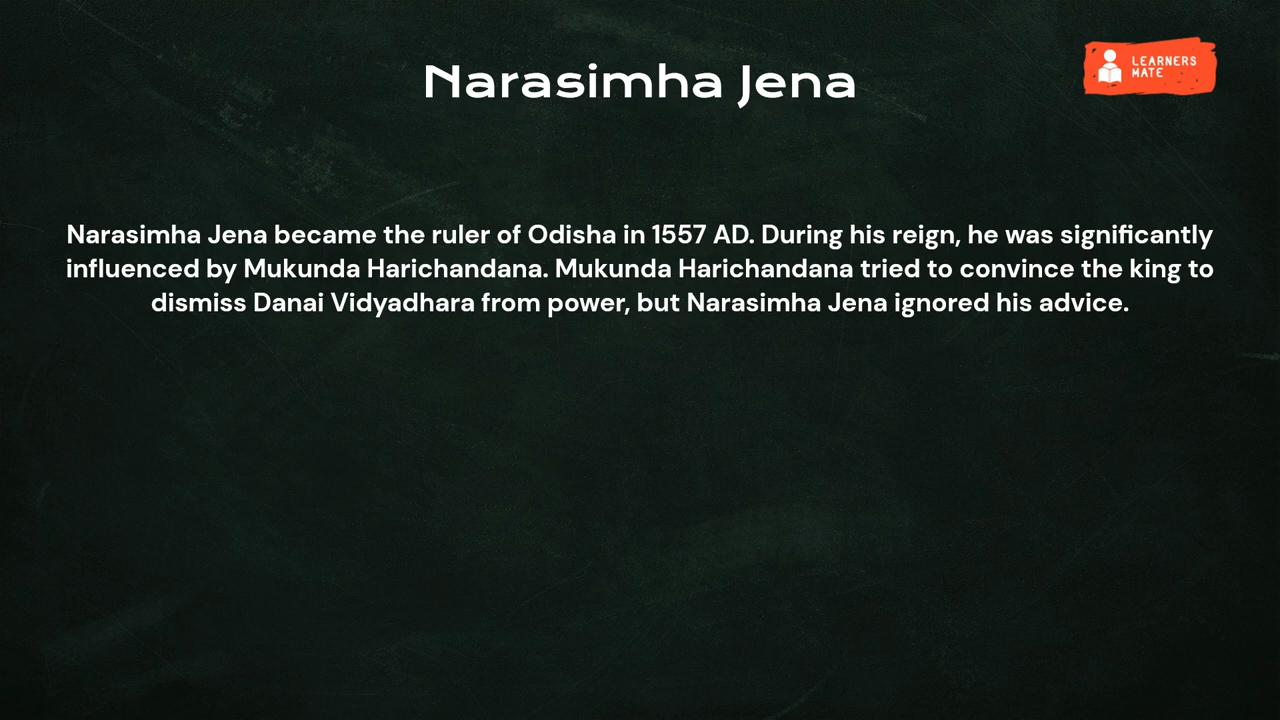 Narasimha Jena
LEARNERS
MATE
Narasimha Jena became the ruler of Odisha in 1557 AD. During his reign, he was significantly
influenced by Mukunda Harichandana. Mukunda Harichandana tried to convince the king to
dismiss Danai Vidyadhara from power, but Narasimha Jena ignored his advice.